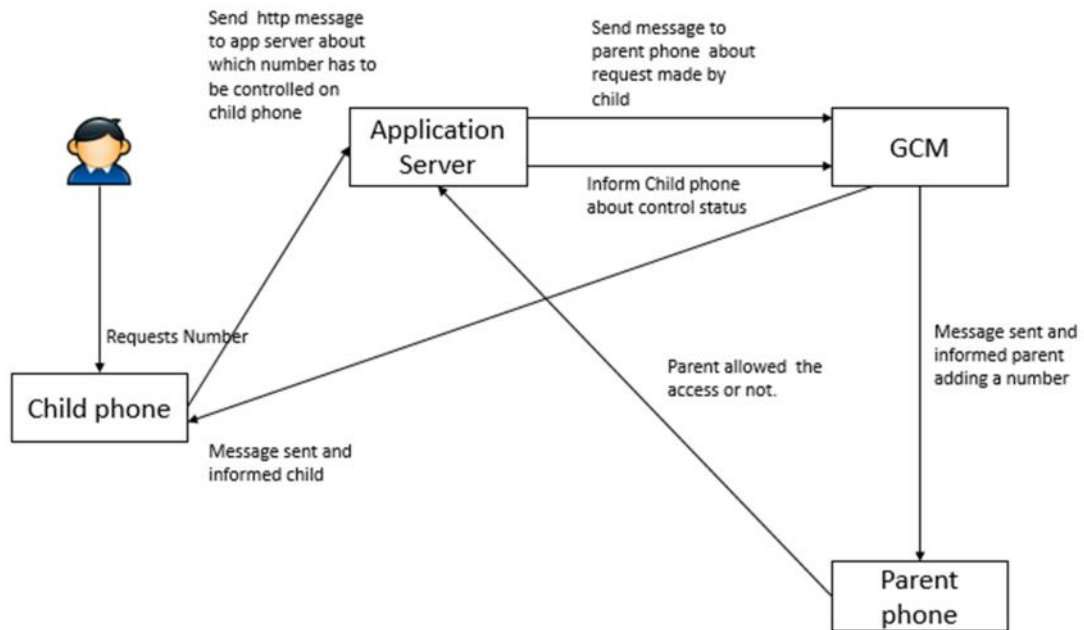 Send http message
to app server about
which number has to
be controlled on
child phone
Send message to
parent phone about
request made by
child
Application
Server
GCM
Inform Child phone
about control status
Requests Number
Message sent and
informed parent
adding a number
Parent allowed the
access or not.
Child phone
Message sent and
informed child
Parent
phone